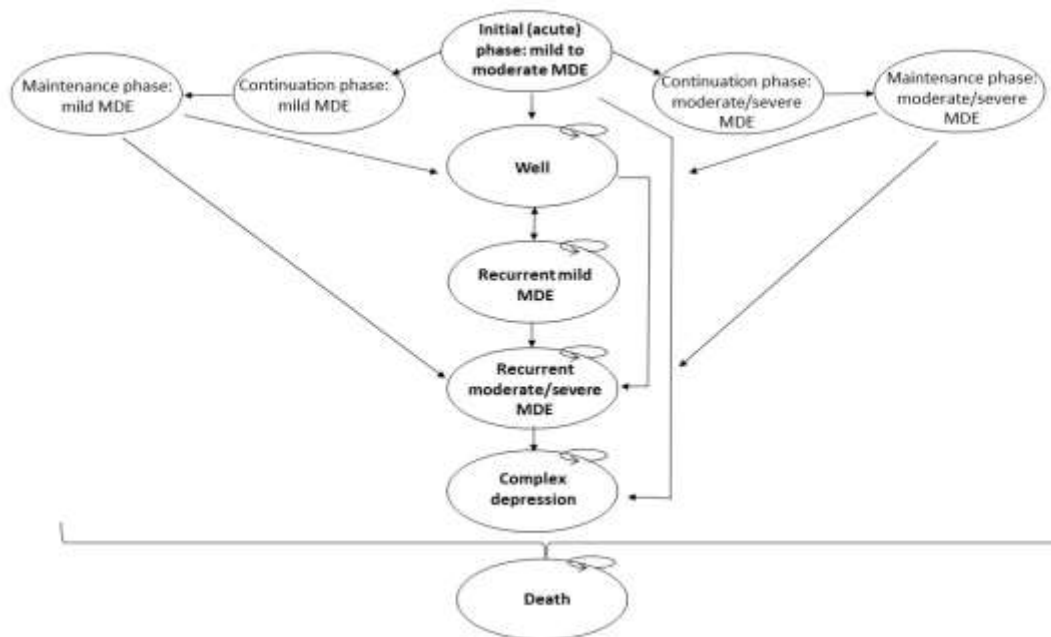 Initial (acute)
phase: mild to
moderate MDE
Maintenance phase:
mild MDE
Continuation phase:
mild MDE
Continuation phase:
moderate/severe
MDE
Maintenance phase:
moderate/severe
MDE
Well
Recurrent mild
MDE
Recurrent
moderate/severe
MDE
Complex
depression
Death